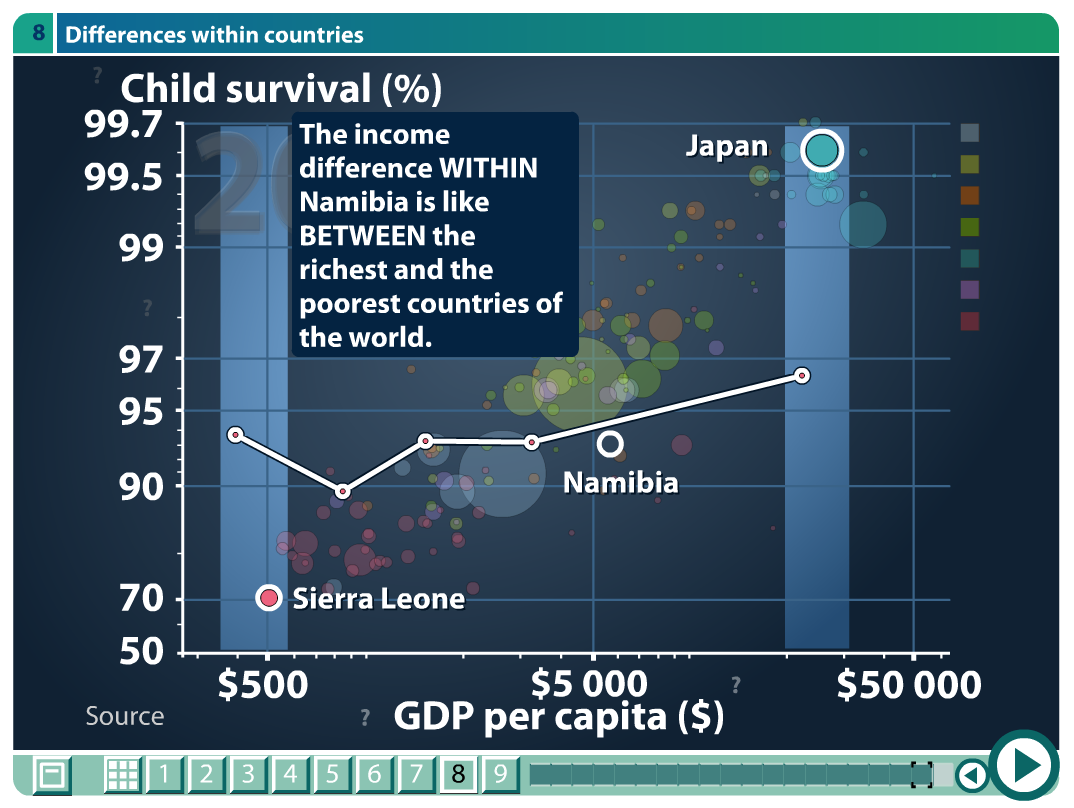 8 Differences within countries
?
Child survival (%)
99.7
The income
difference WITHIN
Namibia is like
BETWEEN the
richest and the
poorest countries of
the world.
Japan
99.5
99
?
97
95
90
Namibia
70
Sierra Leone
50
$500
$5 000
?
$50 000
Source
?
GDP per capita ($)
1 2 3 4 5 6 7 8 9